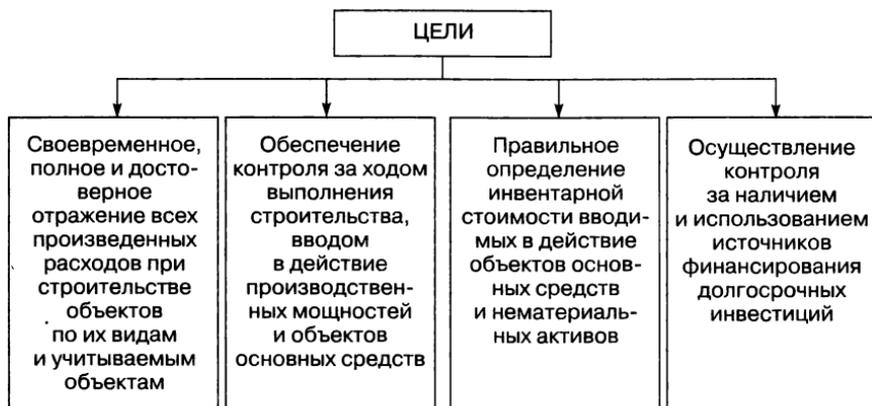 ЦЕЛИ
Своевременное,
полное и досто-
верное
отражение всех
произведенных
расходов при
строительстве
объектов
по их видам
и учитываемым
объектам
Обеспечение
контроля за ходом
выполнения
строительства,
вводом
в действие
производствен-
ных мощностей
и объектов
основных средств
Правильное
определение
инвентарной
стоимости вводи-
мых в действие
объектов основ-
ных средств
и нематериаль-
ных активов
Осуществление
контроля
за наличием
и использованием
источников
финансирования
долгосрочных
инвестиций